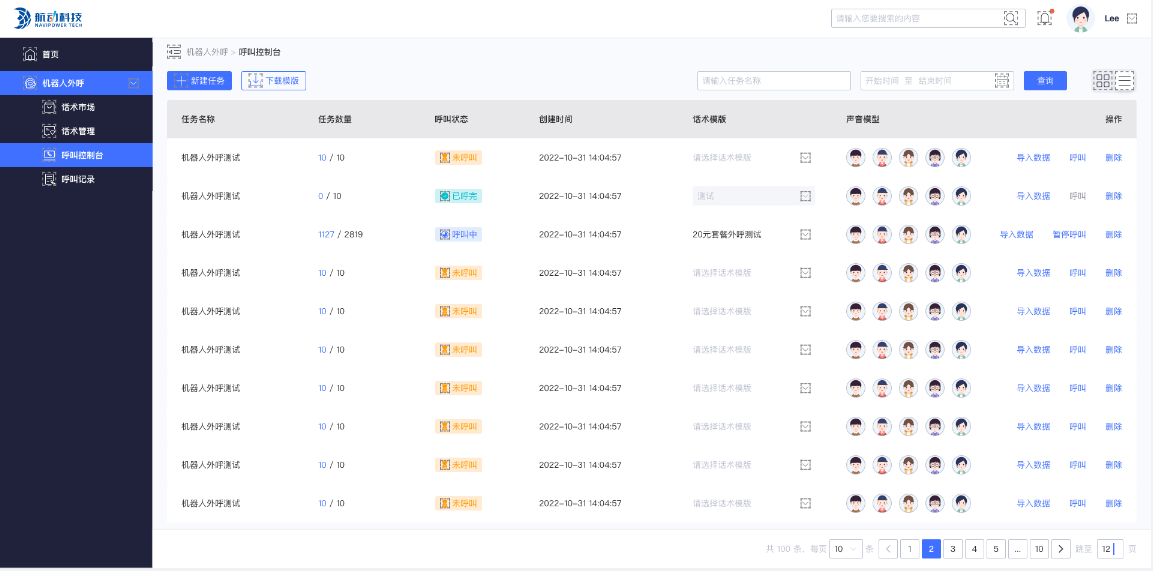 航动科技
NAVIPOWER TECH
请输入您要搜索的内容
Lee
首页
机器人外呼
话术市场
话术管理
呼叫控制台
呼叫记录
机器人外呼 > 呼叫控制台
新建任务 下载模版 请输入任务名称 开始时间 至 结束时间 查询
任务名称 任务数量 呼叫状态 创建时间 话术模版 声音模型 操作
机器人外呼测试 10 / 10 未呼叫 2022-10-31 14:04:57 请选择话术模版 导入数据 呼叫 删除
机器人外呼测试 0 / 10 已呼完 2022-10-31 14:04:57 测试 导入数据 呼叫 删除
机器人外呼测试 1127 / 2819 呼叫中 2022-10-31 14:04:57 20元套餐外呼测试 导入数据 暂停呼叫 删除
机器人外呼测试 10 / 10 未呼叫 2022-10-31 14:04:57 请选择话术模版 导入数据 呼叫 删除
机器人外呼测试 10 / 10 未呼叫 2022-10-31 14:04:57 请选择话术模版 导入数据 呼叫 删除
机器人外呼测试 10 / 10 未呼叫 2022-10-31 14:04:57 请选择话术模版 导入数据 呼叫 删除
机器人外呼测试 10 / 10 未呼叫 2022-10-31 14:04:57 请选择话术模版 导入数据 呼叫 删除
机器人外呼测试 10 / 10 未呼叫 2022-10-31 14:04:57 请选择话术模版 导入数据 呼叫 删除
机器人外呼测试 10 / 10 未呼叫 2022-10-31 14:04:57 请选择话术模版 导入数据 呼叫 删除
机器人外呼测试 10 / 10 未呼叫 2022-10-31 14:04:57 请选择话术模版 导入数据 呼叫 删除
共 100 条，每页 10 条 1 2 3 4 5 ... 10 跳至 12 页